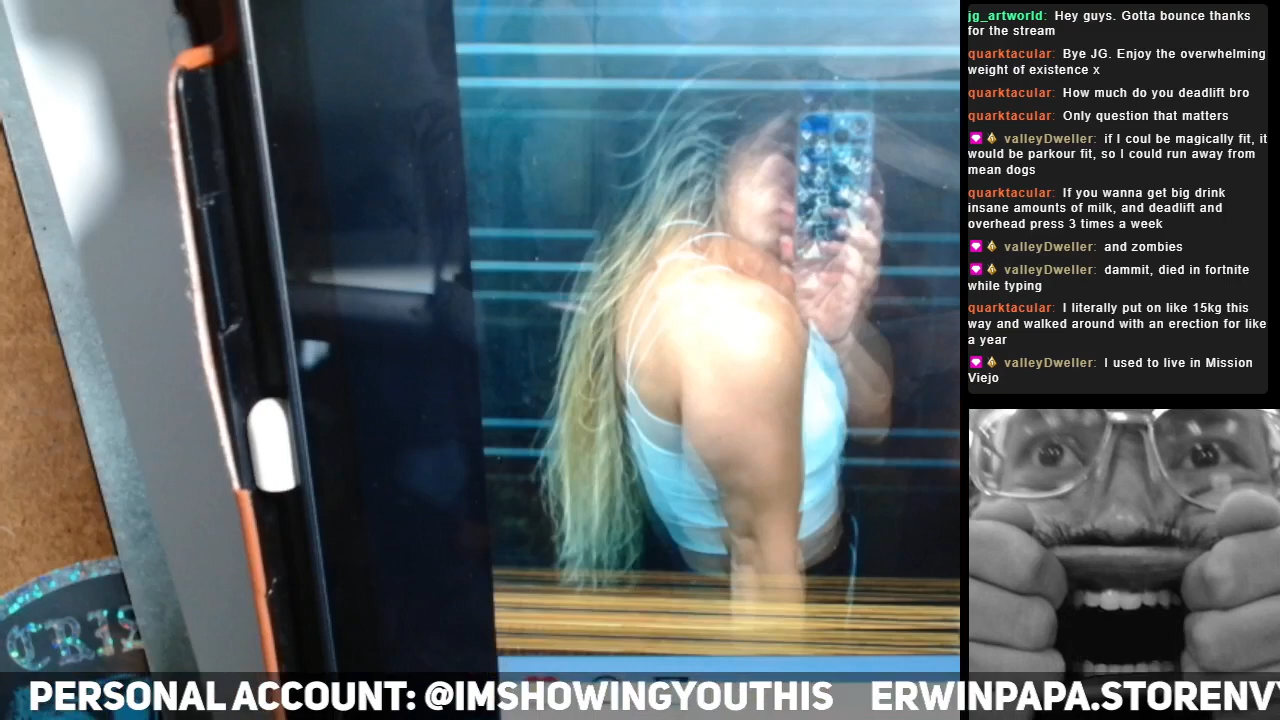 jg_artworld: Hey guys. Gotta bounce thanks
for the stream
quarktacular: Bye JG. Enjoy the overwhelming
weight of existence x
quarktacular: How much do you deadlift bro
quarktacular: Only question that matters
valleyDweller: if I coul be magically fit, it
would be parkour fit, so I could run away from
mean dogs
quarktacular: If you wanna get big drink
insane amounts of milk, and deadlift and
overhead press 3 times a week
valleyDweller: and zombies
valleyDweller: dammit, died in fortnite
while typing
quarktacular: I literally put on like 15kg this
way and walked around with an erection for like
a year
valleyDweller: I used to live in Mission
Viejo
PERSONAL ACCOUNT: @IMSHOWINGYOUTHIS ERWINPAPA.STORENV